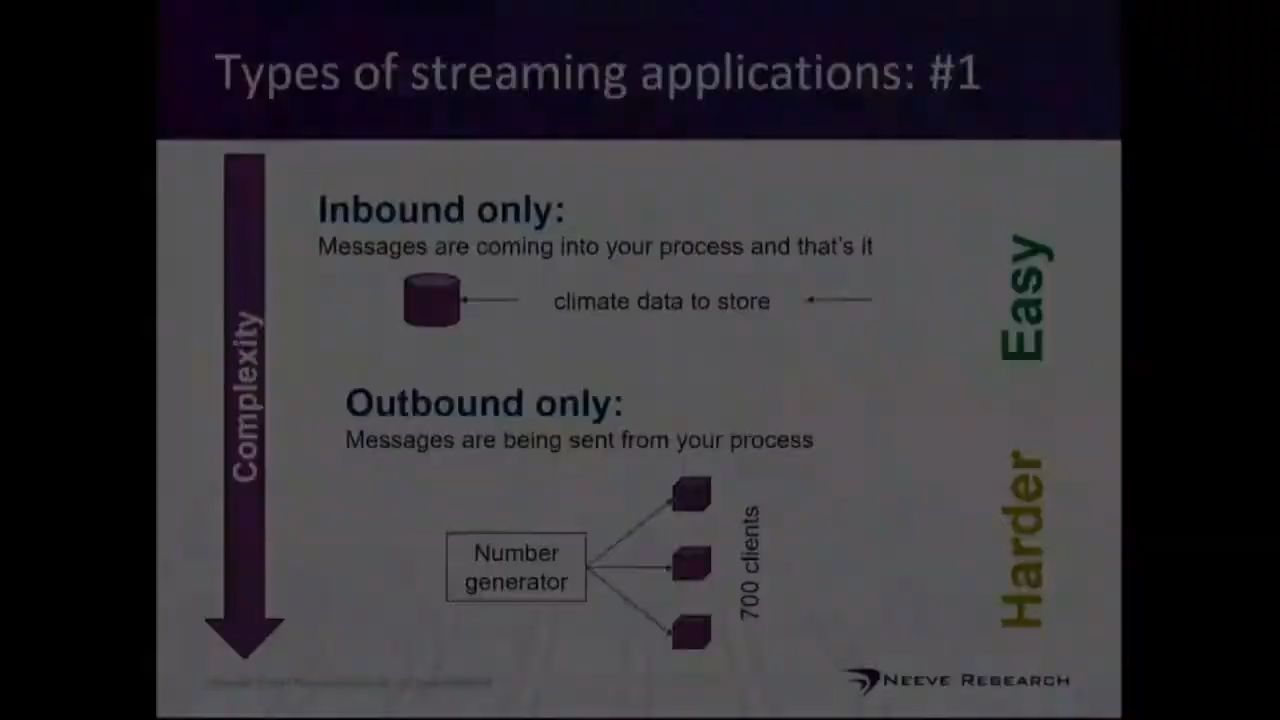 Types of streaming applications: #1
Inbound only:
Messages are coming into your process and that's it
climate data to store
Easy
Complexity
Outbound only:
Messages are being sent from your process
Number
generator
700 clients
Harder
NEEVE RESEARCH